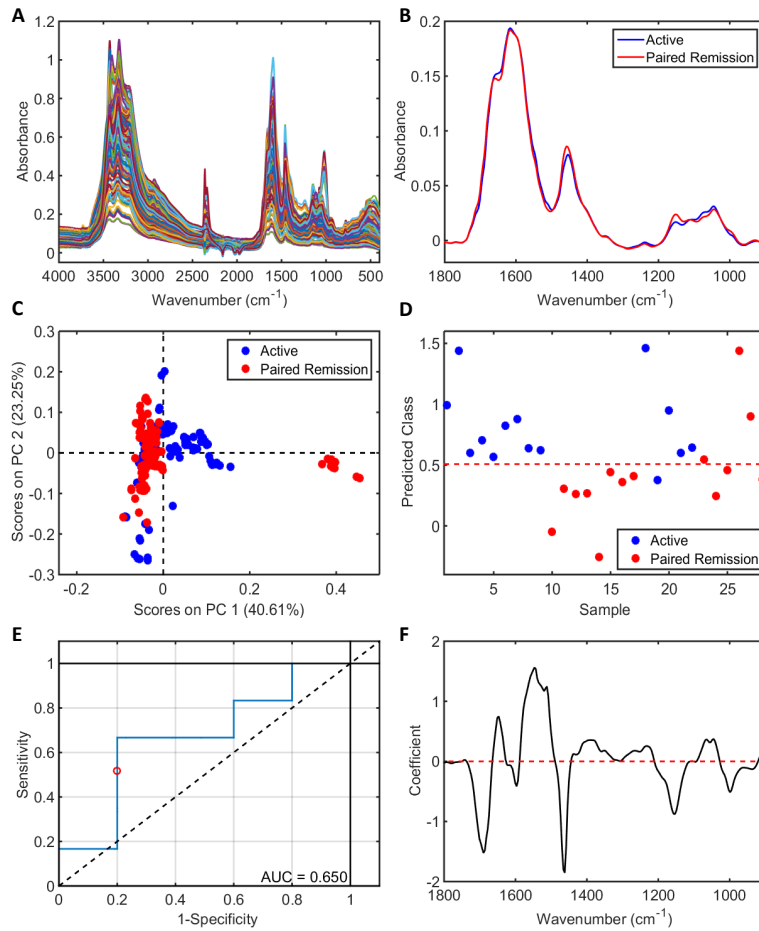 A
1.2
1
0.8
0.6
0.4
0.2
0
Absorbance
4000 3500 3000 2500 2000 1500 1000 500
Wavenumber (cm-1)
B
0.2
0.15
0.1
0.05
0
Absorbance
Active
Paired Remission
1800 1600 1400 1200 1000
Wavenumber (cm-1)
C
0.3
0.2
0.1
0
-0.1
-0.2
-0.3
Scores on PC 2 (23.25%)
Active
Paired Remission
-0.2 0 0.2 0.4
Scores on PC 1 (40.61%)
D
1.5
1
0.5
0
Predicted Class
Active
Paired Remission
5 10 15 20 25
Sample
E
1
0.8
0.6
0.4
0.2
0
Sensitivity
AUC = 0.650
0 0.2 0.4 0.6 0.8 1
1-Specificity
F
2
1
0
-1
-2
Coefficient
1800 1600 1400 1200 1000
Wavenumber (cm-1)